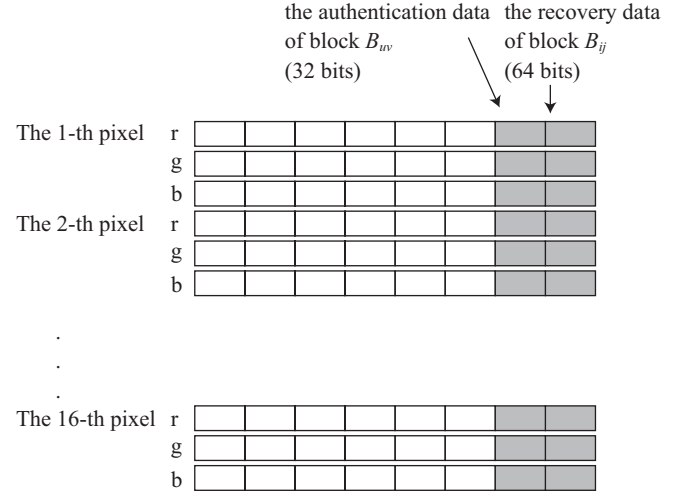 the authentication data
of block Buv
(32 bits)
the recovery data
of block Bij
(64 bits)
The 1-th pixel r
g
b
The 2-th pixel r
g
b
.
.
.
The 16-th pixel r
g
b